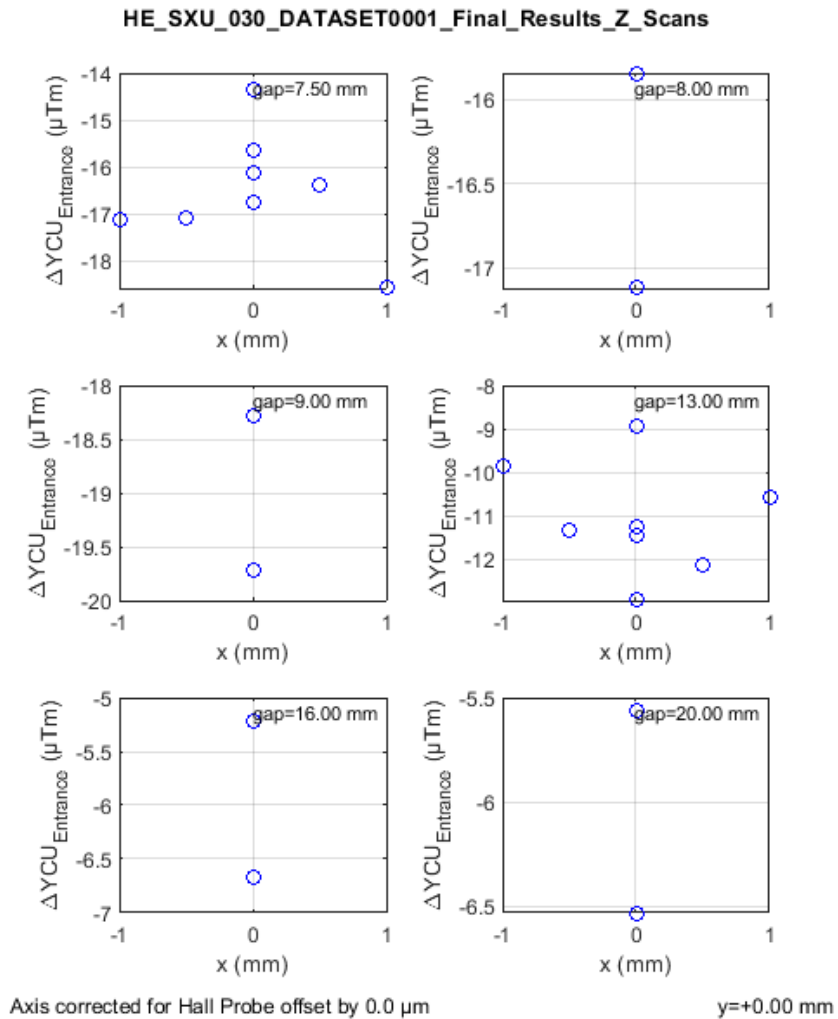 HE_SXU_030_DATASET0001_Final_Results_Z_Scans
-14
-15
-16
-17
-18
ΔYCU_Entrance (μTm)
gap=7.50 mm
-1 0 1
x (mm)
-16
-16.5
-17
ΔYCU_Entrance (μTm)
gap=8.00 mm
-1 0 1
x (mm)
-18
-18.5
-19
-19.5
-20
ΔYCU_Entrance (μTm)
gap=9.00 mm
-1 0 1
x (mm)
-8
-9
-10
-11
-12
ΔYCU_Entrance (μTm)
gap=13.00 mm
-1 0 1
x (mm)
-5
-5.5
-6
-6.5
-7
ΔYCU_Entrance (μTm)
gap=16.00 mm
-1 0 1
x (mm)
-5.5
-6
-6.5
ΔYCU_Entrance (μTm)
gap=20.00 mm
-1 0 1
x (mm)
Axis corrected for Hall Probe offset by 0.0 μm
y=+0.00 mm